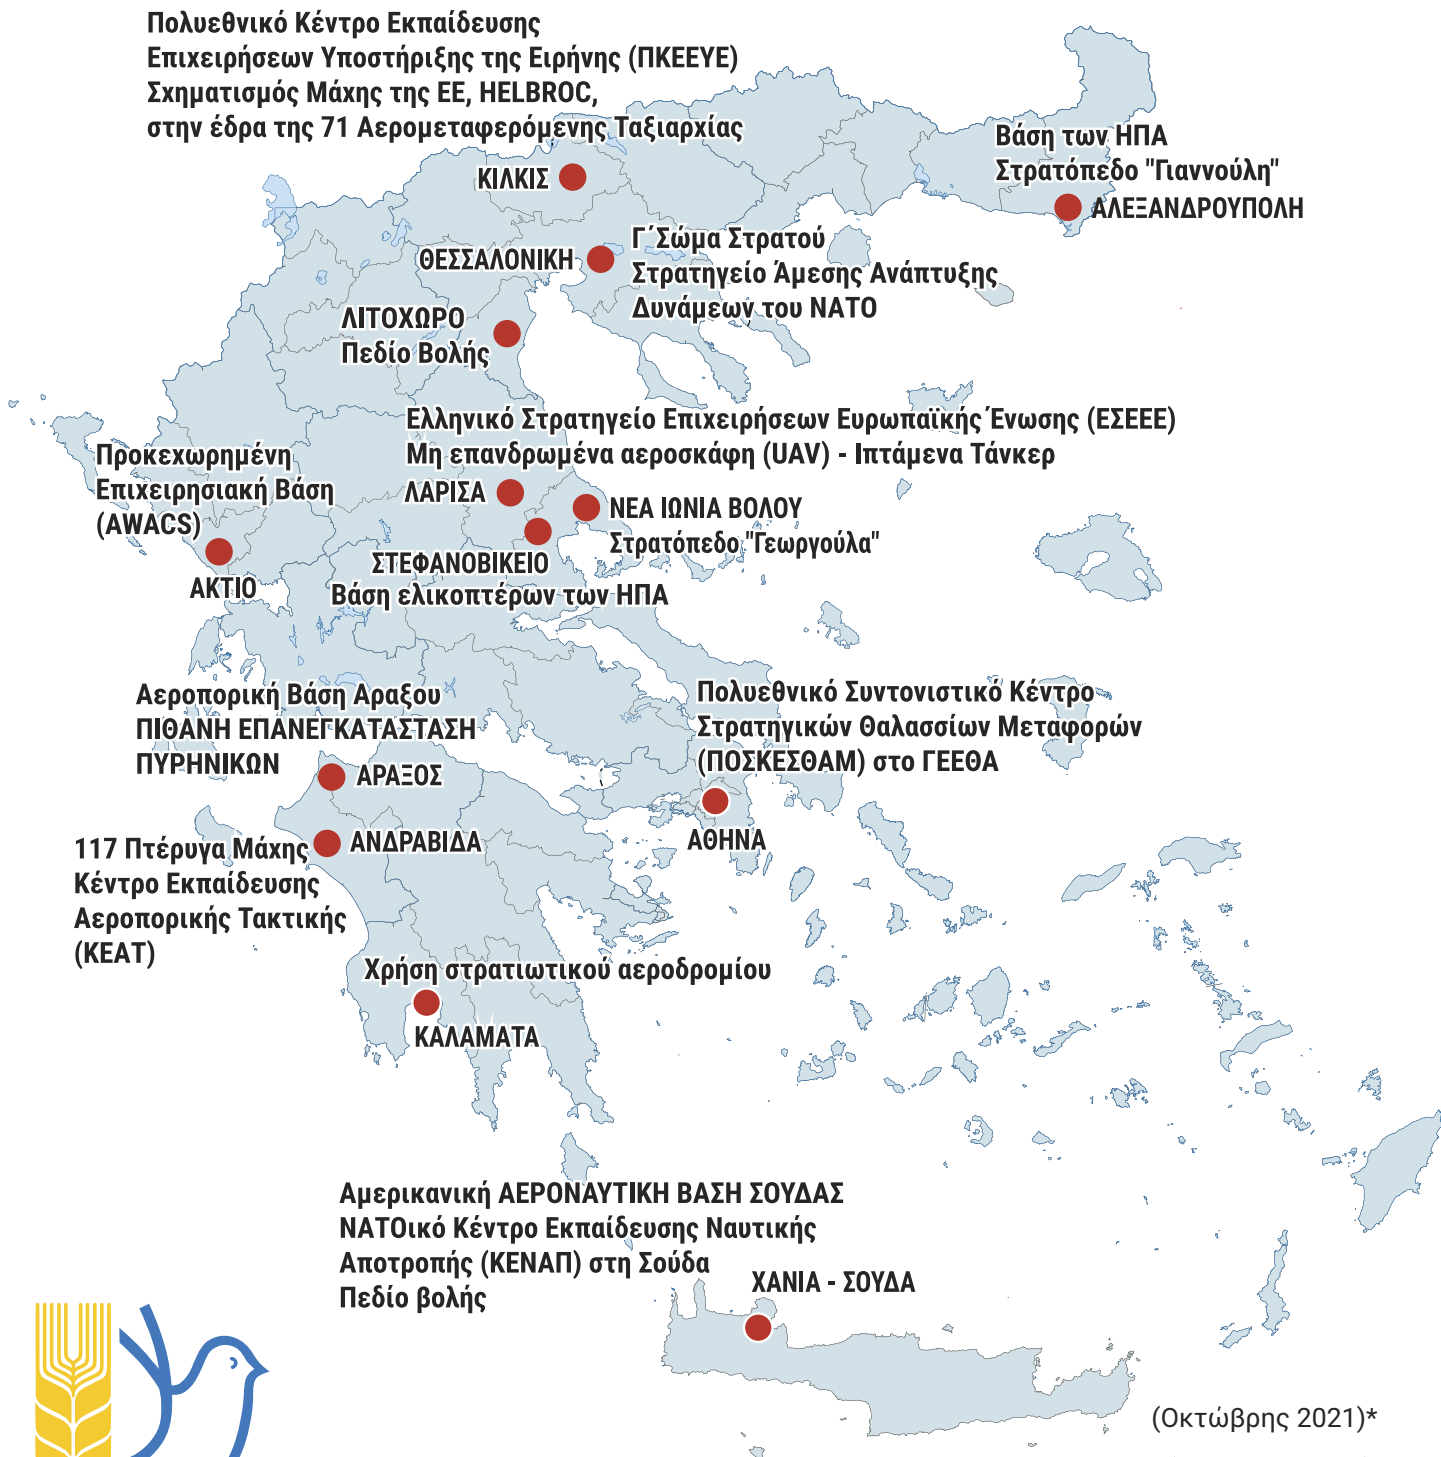 Πολυεθνικό Κέντρο Εκπαίδευσης
Επιχειρήσεων Υποστήριξης της Ειρήνης (ΠΚΕΕΥΕ)
Σχηματισμός Μάχης της ΕΕ, HELBROC,
στην έδρα της 71 Αερομεταφερόμενης Ταξιαρχίας
ΚΙΛΚΙΣ
Βάση των ΗΠΑ
Στρατόπεδο "Γιαννούλη"
ΑΛΕΞΑΝΔΡΟΥΠΟΛΗ
ΘΕΣΣΑΛΟΝΙΚΗ
Γ΄Σώμα Στρατού
Στρατηγείο Άμεσης Ανάπτυξης
Δυνάμεων του ΝΑΤΟ
ΛΙΤΟΧΩΡΟ
Πεδίο Βολής
Ελληνικό Στρατηγείο Επιχειρήσεων Ευρωπαϊκής Ένωσης (ΕΣΕΕΕ)
Μη επανδρωμένα αεροσκάφη (UAV) - Ιπτάμενα Τάνκερ
ΛΑΡΙΣΑ
Προκεχωρημένη
Επιχειρησιακή Βάση
(AWACS)
ΑΚΤΙΟ
ΝΕΑ ΙΩΝΙΑ ΒΟΛΟΥ
Στρατόπεδο "Γεωργούλα"
ΣΤΕΦΑΝΟΒΙΚΕΙΟ
Βάση ελικοπτέρων των ΗΠΑ
Αεροπορική Βάση Αραξου
ΠΙΘΑΝΗ ΕΠΑΝΕΓΚΑΤΑΣΤΑΣΗ
ΠΥΡΗΝΙΚΩΝ
ΑΡΑΞΟΣ
Πολυεθνικό Συντονιστικό Κέντρο
Στρατηγικών Θαλασσίων Μεταφορών
(ΠΟΣΚΕΣΘΑΜ) στο ΓΕΕΘΑ
ΑΘΗΝΑ
117 Πτέρυγα Μάχης
Κέντρο Εκπαίδευσης
Αεροπορικής Τακτικής
(ΚΕΑΤ)
ΑΝΔΡΑΒΙΔΑ
Χρήση στρατιωτικού αεροδρομίου
ΚΑΛΑΜΑΤΑ
Αμερικανική ΑΕΡΟΝΑΥΤΙΚΗ ΒΑΣΗ ΣΟΥΔΑΣ
ΝΑΤΟικό Κέντρο Εκπαίδευσης Ναυτικής
Αποτροπής (ΚΕΝΑΠ) στη Σούδα
Πεδίο βολής
ΧΑΝΙΑ - ΣΟΥΔΑ
(Οκτώβρης 2021)*